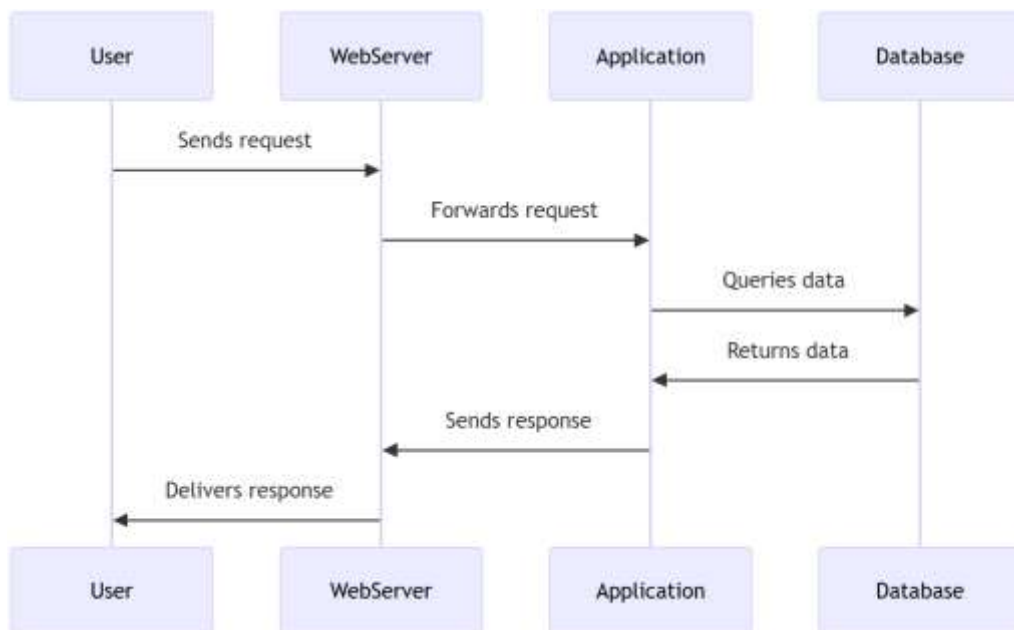 User
WebServer
Application
Database
Sends request
Forwards request
Queries data
Returns data
Sends response
Delivers response
User
WebServer
Application
Database